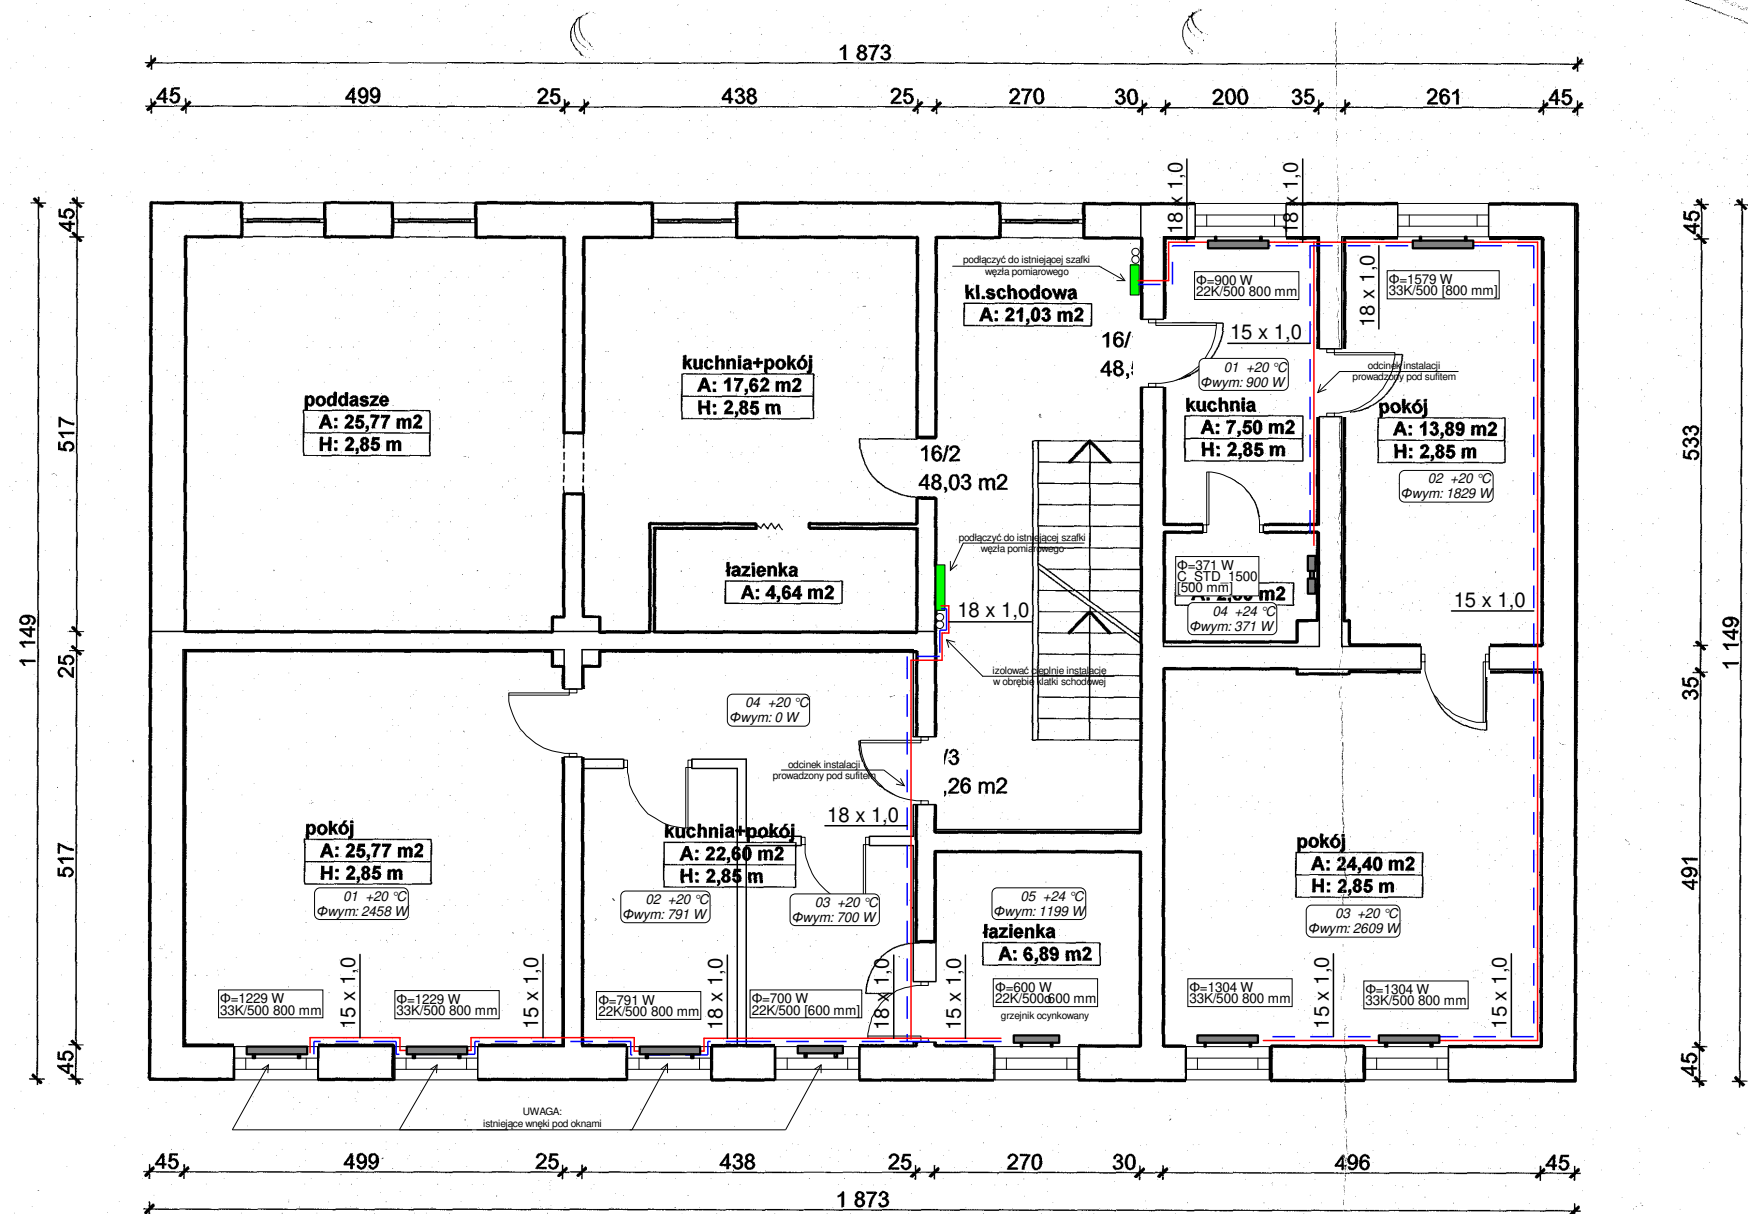 1 873
45 499 25 438 25 270 30 200 35 261 45
18 x 1,0
18 x 1,0
45
517
25
517
45
1 149
45
533
35
491
45
1 149
podłączyć do istniejącej szafki
węzła pomiarowego
kl.schodowa
A: 21,03 m2
Φ=900 W
22K/500 800 mm
18 x 1,0
Φ=1579 W
33K/500 [800 mm]
15 x 1,0
16/
48,
01 +20 °C
Φwym: 900 W
odcinek instalacji
prowadzony pod sufitem
kuchnia
A: 7,50 m2
H: 2,85 m
pokój
A: 13,89 m2
H: 2,85 m
02 +20 °C
Φwym: 1829 W
kuchnia+pokój
A: 17,62 m2
H: 2,85 m
poddasze
A: 25,77 m2
H: 2,85 m
16/2
48,03 m2
podłączyć do istniejącej szafki
węzła pomiarowego
łazienka
A: 4,64 m2
Φ=371 W
C_STD_1500
[500 mm]
m2
04 +24 °C
Φwym: 371 W
18 x 1,0
15 x 1,0
izolować cieplnie instalację
w obrębie klatki schodowej
04 +20 °C
Φwym: 0 W
/3
,26 m2
odcinek instalacji
prowadzony pod sufitem
18 x 1,0
pokój
A: 25,77 m2
H: 2,85 m
01 +20 °C
Φwym: 2458 W
kuchnia+pokój
A: 22,60 m2
H: 2,85 m
02 +20 °C
Φwym: 791 W
03 +20 °C
Φwym: 700 W
05 +24 °C
Φwym: 1199 W
łazienka
A: 6,89 m2
pokój
A: 24,40 m2
H: 2,85 m
03 +20 °C
Φwym: 2609 W
Φ=1229 W
33K/500 800 mm
15 x 1,0
Φ=1229 W
33K/500 800 mm
15 x 1,0
Φ=791 W
22K/500 800 mm
18 x 1,0
Φ=700 W
22K/500 [600 mm]
18 x 1,0
15 x 1,0
Φ=600 W
22K/500 600 mm
grzejnik ocynkowany
Φ=1304 W
33K/500 800 mm
15 x 1,0
Φ=1304 W
33K/500 800 mm
15 x 1,0
UWAGA:
istniejące wnęki pod oknami
45 499 25 438 25 270 30 496 45
1 873